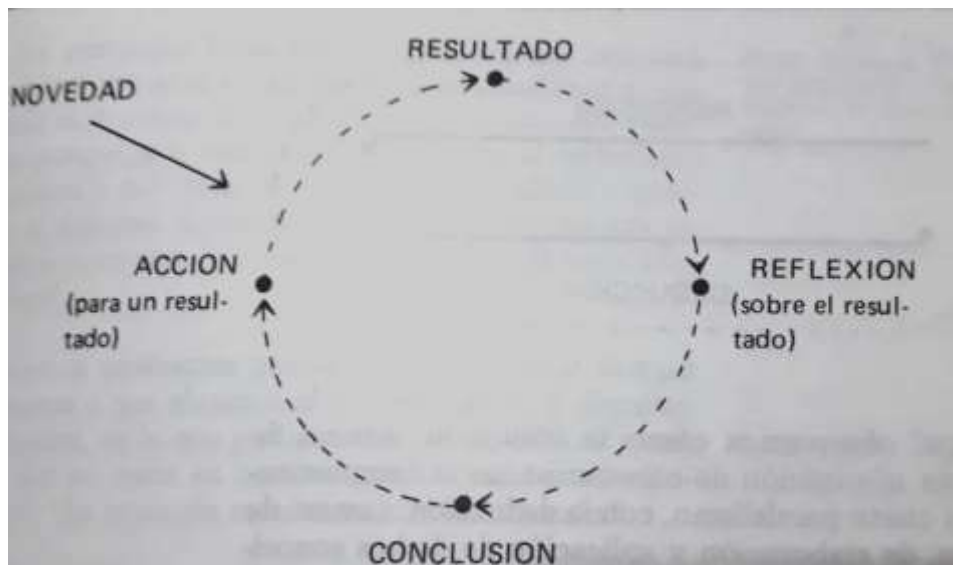 RESULTADO
NOVEDAD
ACCION
(para un resul-
tado)
REFLEXION
(sobre el resul-
tado)
CONCLUSION